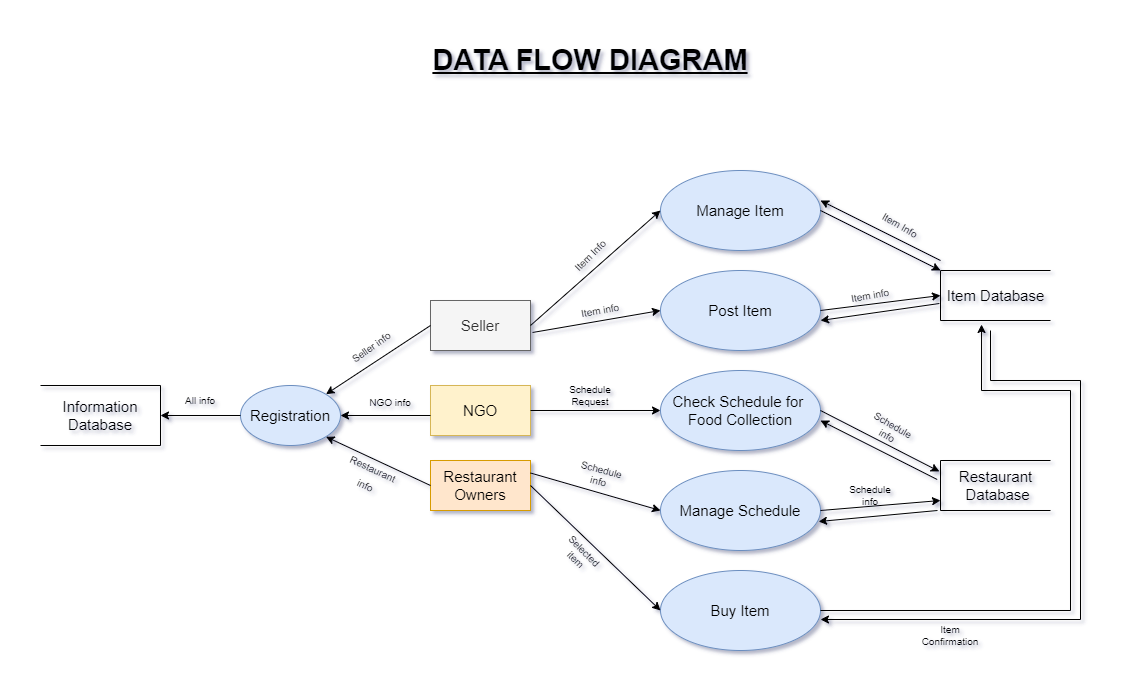 DATA FLOW DIAGRAM
Manage Item
Item Info
Item Info
Item Database
Item info
Post Item
Item info
Seller
Seller info
Information
Database
All info
Registration
NGO info
NGO
Schedule
Request
Check Schedule for
Food Collection
Schedule
info
Restaurant
info
Restaurant
Owners
Schedule
info
Manage Schedule
Schedule
info
Restaurant
Database
Selected
item
Buy Item
Item
Confirmation